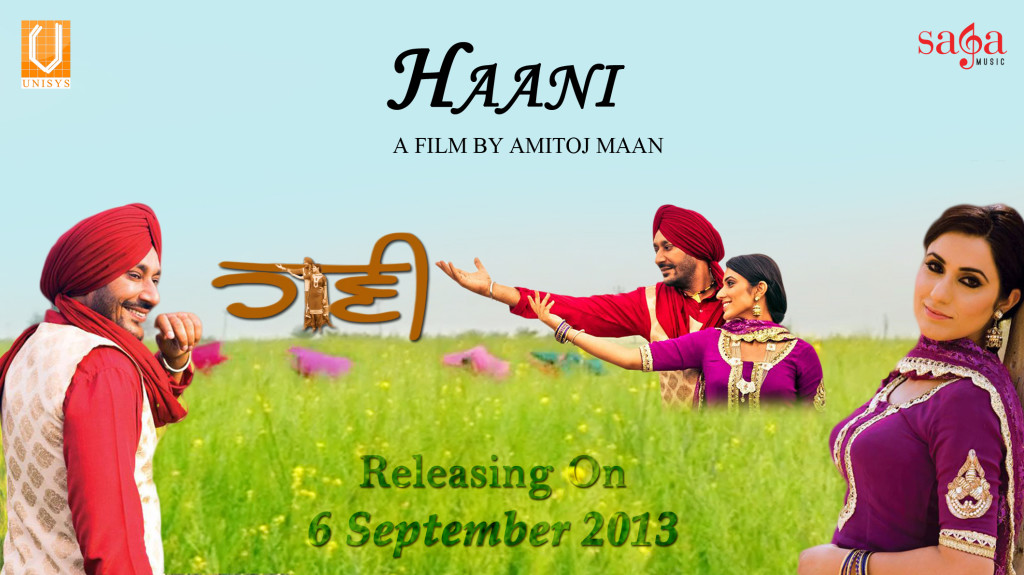 UNISYS
saga
MUSIC
HAANI
A FILM BY AMITOJ MAAN
ਹਾਣੀ
Releasing On
6 September 2013